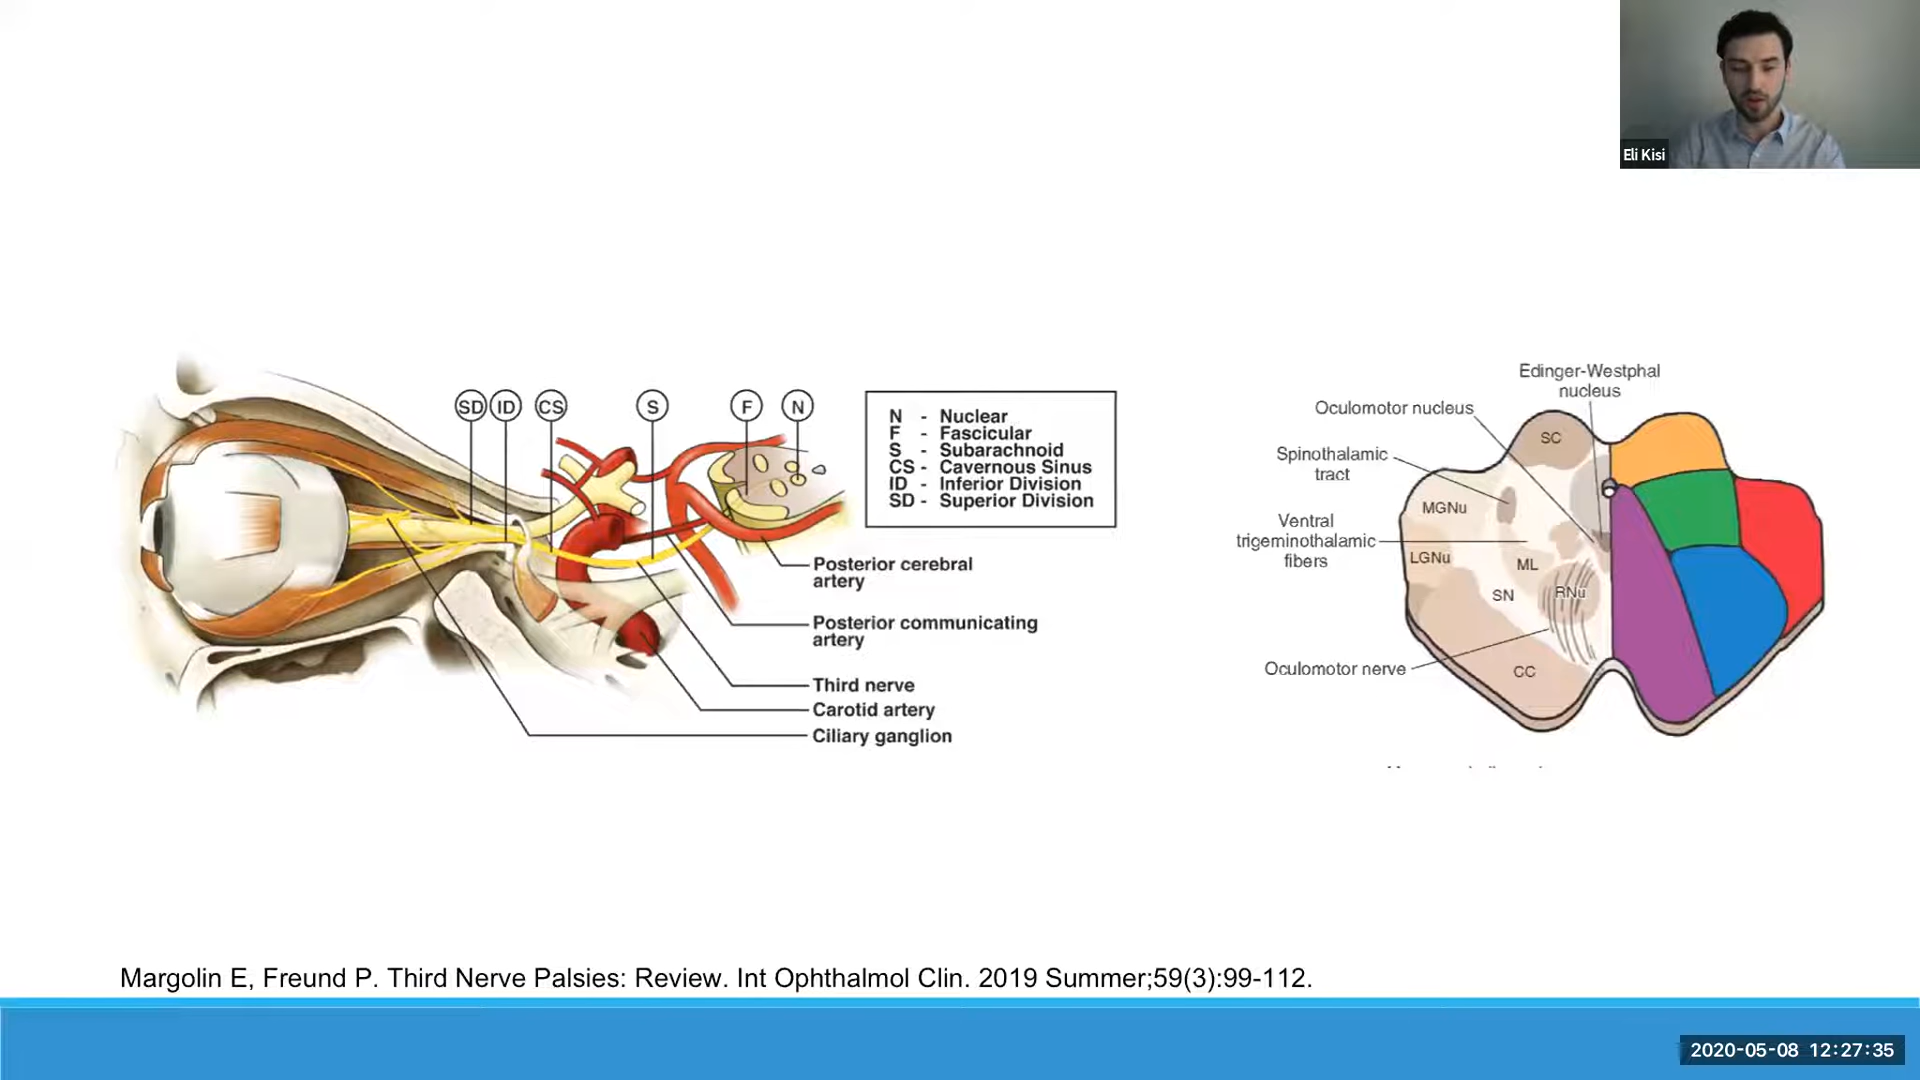 Eli Kisi
SD ID CS S F N
N - Nuclear
F - Fascicular
S - Subarachnoid
CS - Cavernous Sinus
ID - Inferior Division
SD - Superior Division
Posterior cerebral
artery
Posterior communicating
artery
Third nerve
Carotid artery
Ciliary ganglion
Edinger-Westphal
nucleus
Oculomotor nucleus
Spinothalamic
tract
Ventral
trigeminothalamic
fibers
Oculomotor nerve
SC
MGNu
LGNu
ML
SN
RNu
CC
Margolin E, Freund P. Third Nerve Palsies: Review. Int Ophthalmol Clin. 2019 Summer;59(3):99-112.
2020-05-08 12:27:35